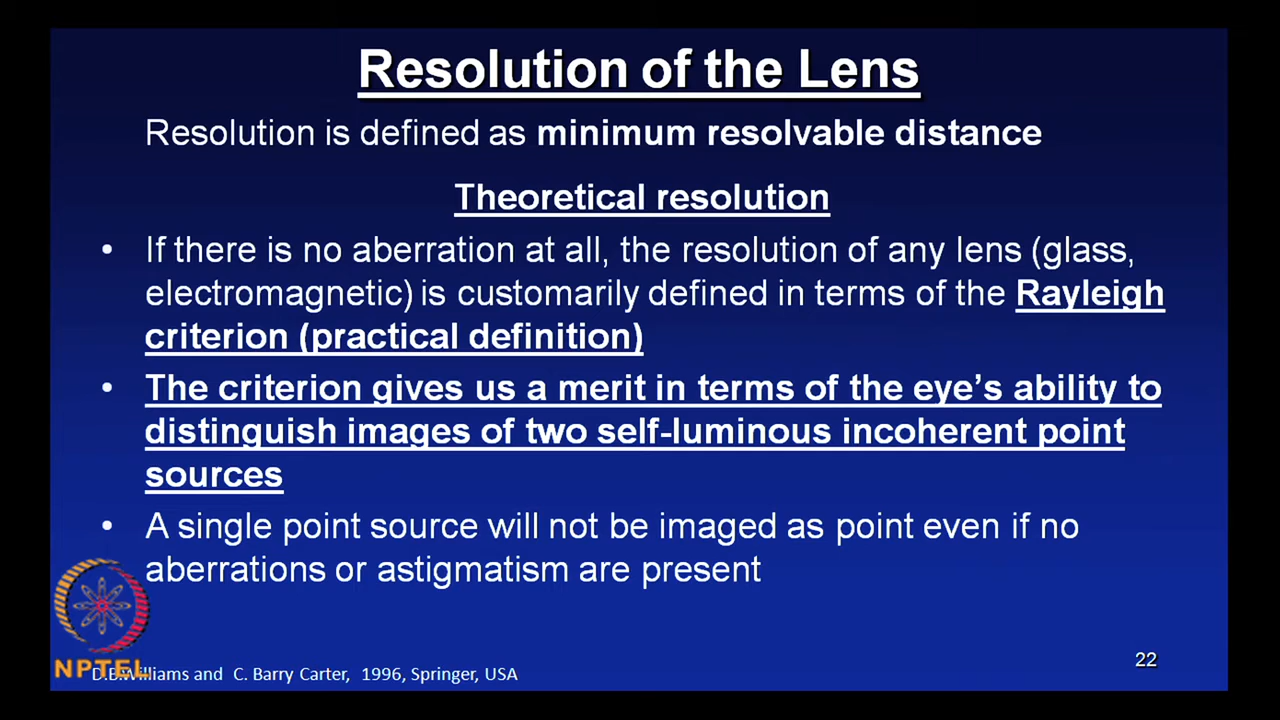 Resolution of the Lens
Resolution is defined as minimum resolvable distance
Theoretical resolution
• If there is no aberration at all, the resolution of any lens (glass,
electromagnetic) is customarily defined in terms of the Rayleigh
criterion (practical definition)
• The criterion gives us a merit in terms of the eye's ability to
distinguish images of two self-luminous incoherent point
sources
• A single point source will not be imaged as point even if no
aberrations or astigmatism are present
22
NPTEL
D.B.Williams and C. Barry Carter, 1996, Springer, USA